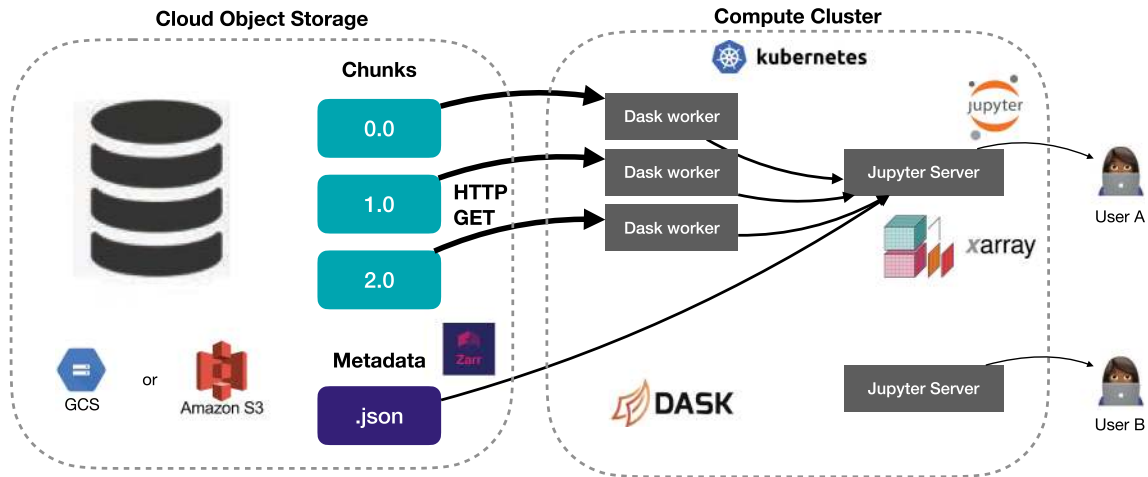 Cloud Object Storage
Compute Cluster
kubernetes
Chunks
0.0
1.0
2.0
HTTP
GET
Dask worker
Dask worker
Dask worker
jupyter
Jupyter Server
User A
xarray
GCS
or
Amazon S3
Metadata
Zarr
.json
DASK
Jupyter Server
User B